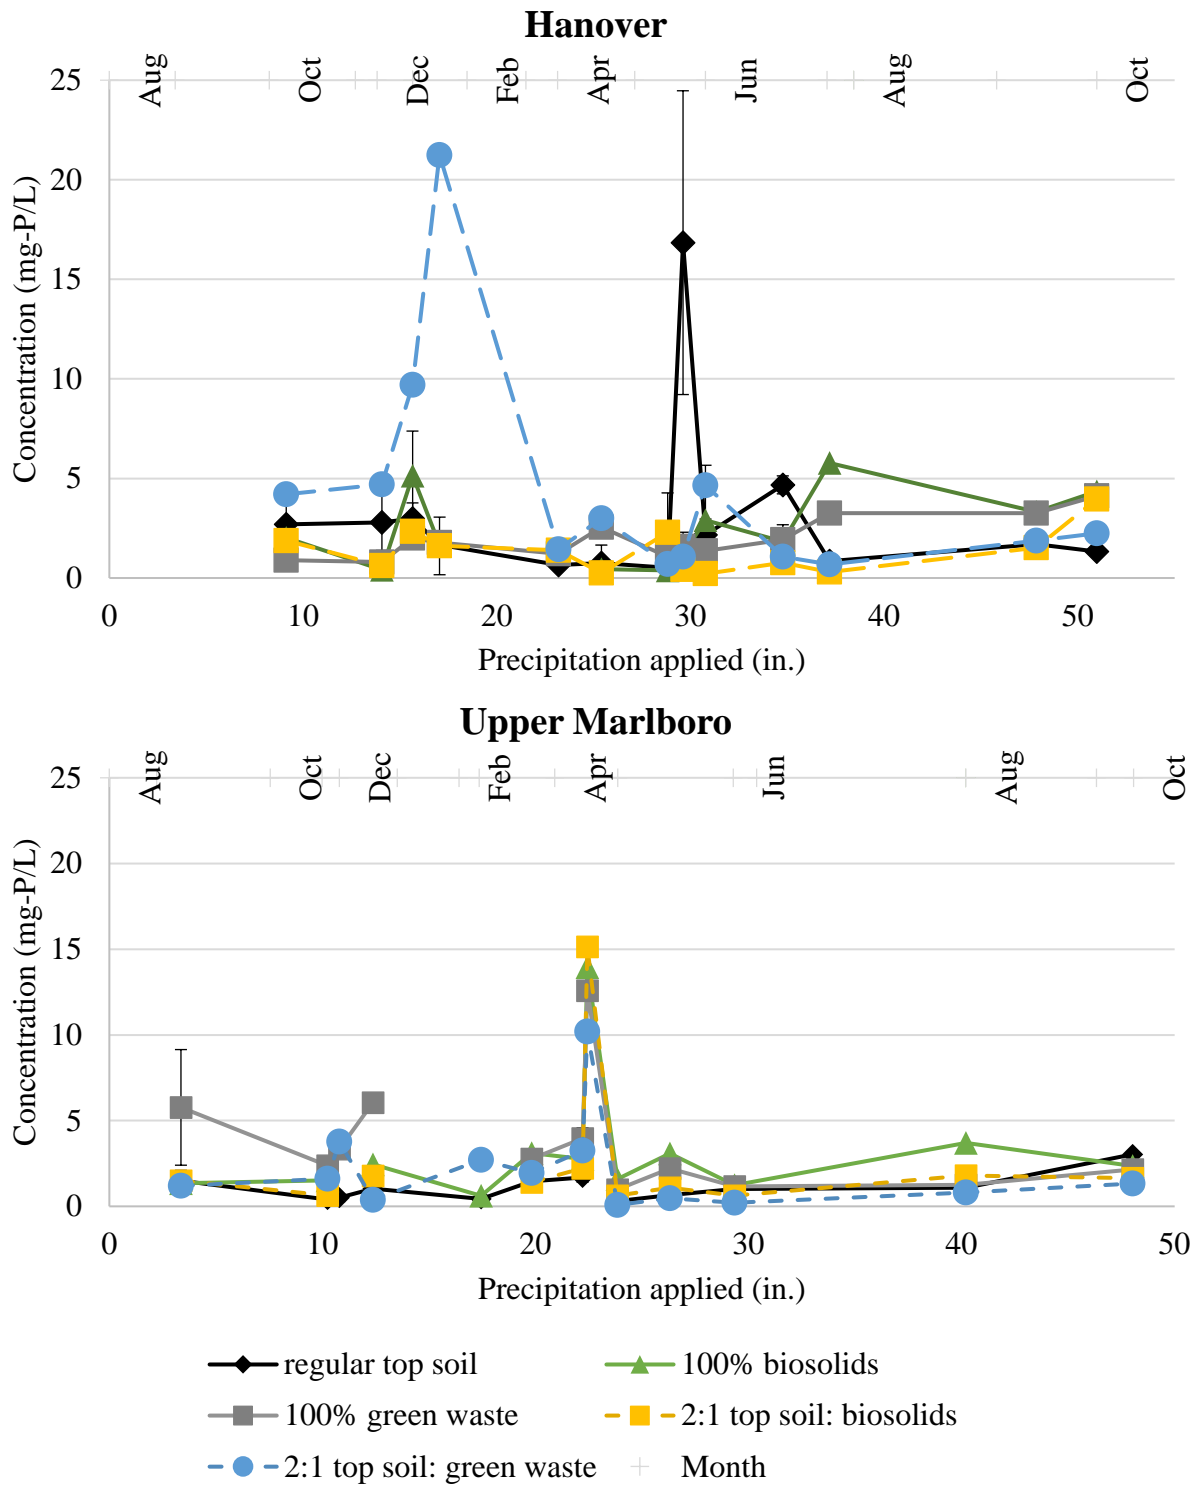 Hanover
Aug Oct Dec Feb Apr Jun Aug Oct
25
20
15
10
5
0
Concentration (mg-P/L)
10 20 30 40 50
Precipitation applied (in.)
Upper Marlboro
Aug Oct Dec Feb Apr Jun Aug Oct
25
20
15
10
5
0
Concentration (mg-P/L)
0 10 20 30 40 50
Precipitation applied (in.)
regular top soil 100% biosolids
100% green waste 2:1 top soil: biosolids
2:1 top soil: green waste Month